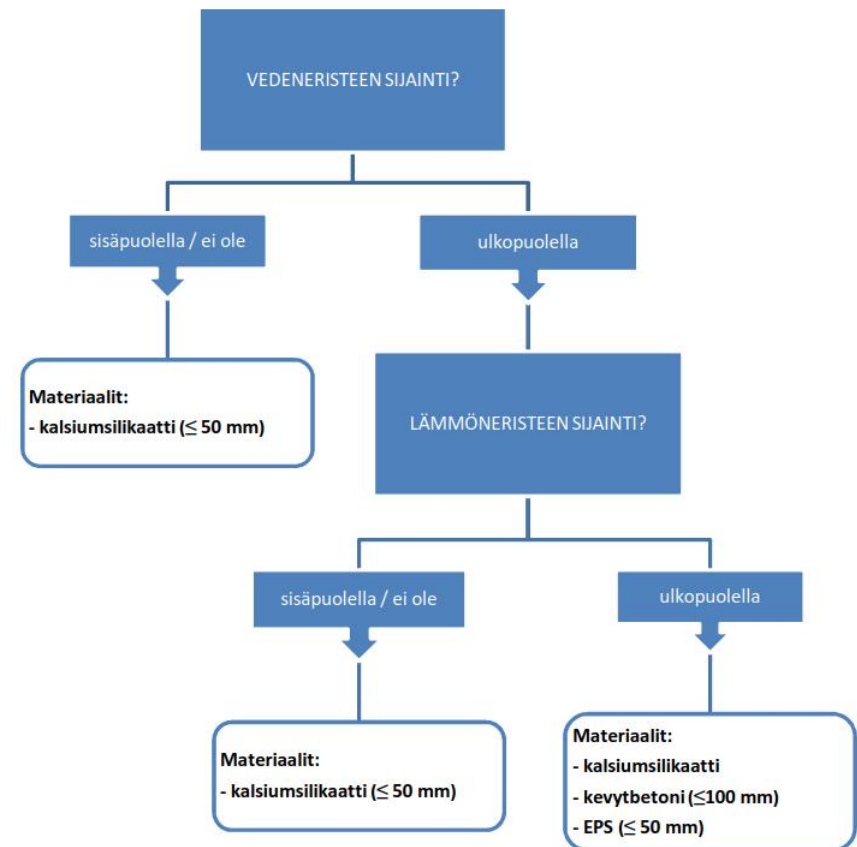 VEDENERISTEEN SIJAINTI?
sisäpuolella / ei ole
ulkopuolella
Materiaalit:
- kalsiumsilikaatti (≤ 50 mm)
LÄMMÖNERISTEEN SIJAINTI?
sisäpuolella / ei ole
ulkopuolella
Materiaalit:
- kalsiumsilikaatti (≤ 50 mm)
Materiaalit:
- kalsiumsilikaatti
- kevytbetoni (≤100 mm)
- EPS (≤ 50 mm)